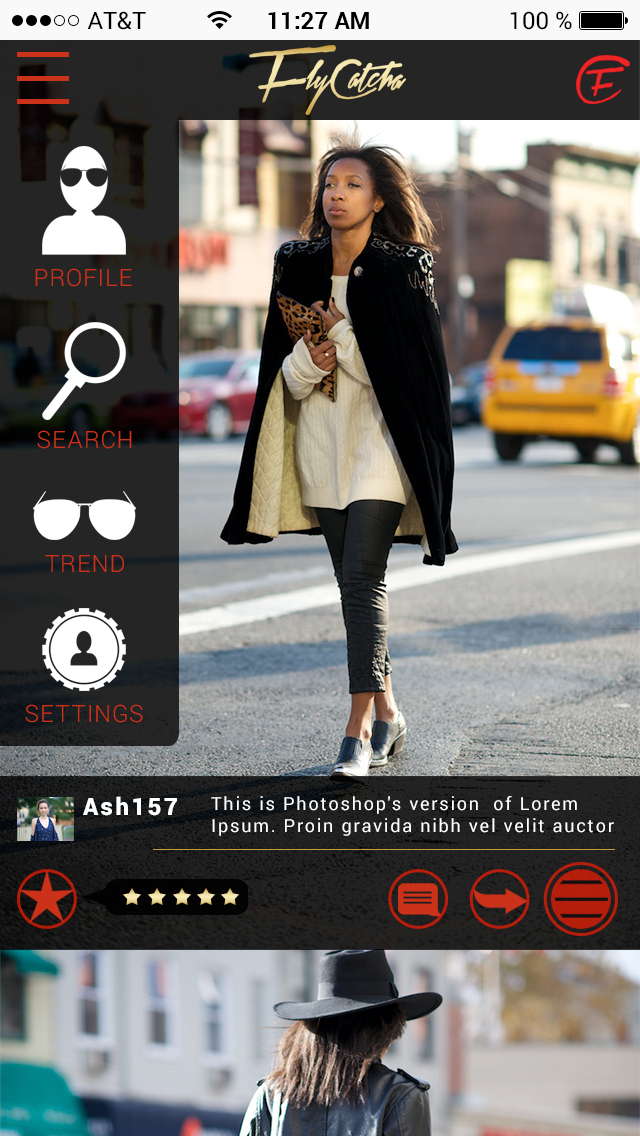 AT&T 11:27 AM 100 %
FlyCatcha
PROFILE
SEARCH
TREND
SETTINGS
Ash157
This is Photoshop's version of Lorem
Ipsum. Proin gravida nibh vel velit auctor